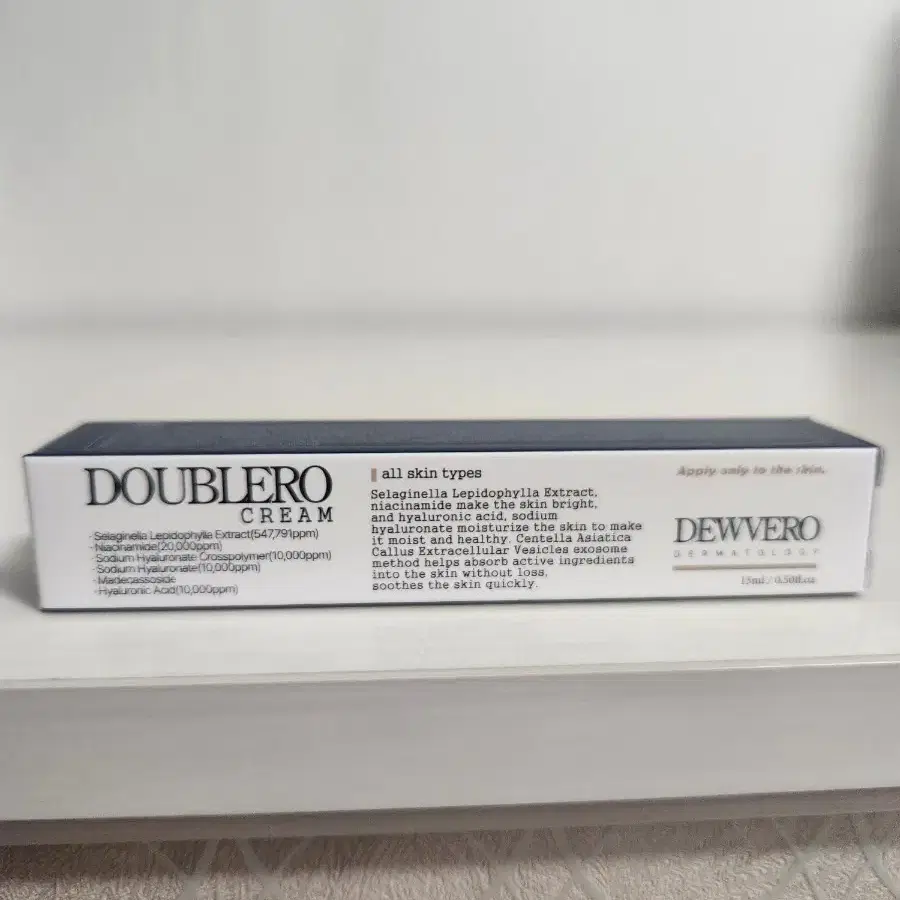 DOUBLERO
CREAM
· Selaginella Lepidophylla Extract(547,791ppm)
· Niacinamide(20,000ppm)
· Sodium Hyaluronate Crosspolymer(10,000ppm)
· Sodium Hyaluronate(10,000ppm)
· Madecassoside
· Hyaluronic Acid(10,000ppm)
all skin types
Selaginella Lepidophylla Extract,
niacinamide make the skin bright,
and hyaluronic acid, sodium
hyaluronate moisturize the skin to make
it moist and healthy. Centella Asiatica
Callus Extracellular Vesicles exosome
method helps absorb active ingredients
into the skin without loss,
soothes the skin quickly.
Apply only to the skin.
DEWVERO
DERMATOLOGY
15ml / 0.50fl.oz